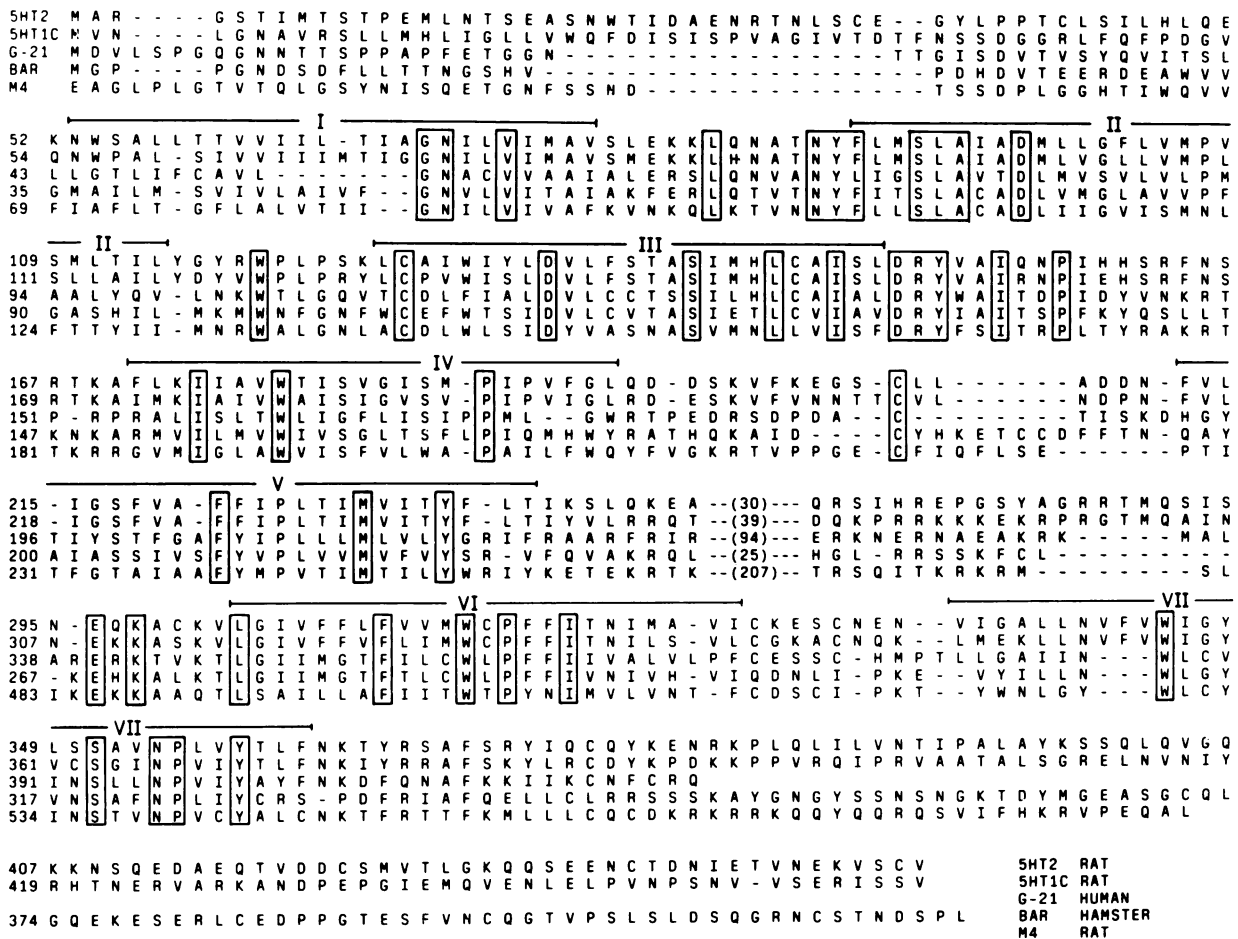 5HT2 M A R - - - - G S T I M T S T P E M L N T S E A S N W T I D A E N R T N L S C E - - G Y L P P T C L S I L H L Q E
5HT1C M V N - - - - L G N A V R S L L M H L I G L L V W Q F D I S I S P V A G I V T D T F N S S D G G R L F Q F P D G V
G-21 M D V L S P G Q G N N T T S P P A P F E T G G N - - - - - - - - - - - - - - - - - T T G I S D V T V S Y Q V I T S L
BAR M G P - - - - P G N D S D F L L T T N G S H V - - - - - - - - - - - - - - - - - - - P D H D V T E E R D E A W V V
M4 E A G L P L G T V T Q L G S Y N I S Q E T G N F S S N D - - - - - - - - - - - - - - T S S D P L G G H T I W Q V V
I II
52 K N W S A L L T T V V I I L - T I A G N I L V I M A V S L E K K L Q N A T N Y F L M S L A I A D M L L G F L V M P V
54 Q N W P A L - S I V V I I I M T I G G N I L V I M A V S M E K K L H N A T N Y F L M S L A I A D M L V G L L V M P L
43 L L G T L I F C A V L - - - - - - - G N A C V V A A I A L E R S L Q N V A N Y L I G S L A V T D L M V S V L V L P M
35 G M A I L M - S V I V L A I V F - - G N V L V I T A I A K F E R L Q T V T N Y F I T S L A C A D L V M G L A V V P F
69 F I A F L T - G F L A L V T I I - - G N I L V I V A F K V N K Q L K T V N N Y F L L S L A C A D L I I G V I S M N L
II III
109 S M L T I L Y G Y R W P L P S K L C A I W I Y L D V L F S T A S I M H L C A I S L D R Y V A I Q N P I H H S R F N S
111 S L L A I L Y D Y V W P L P R Y L C P V W I S L D V L F S T A S I M H L C A I S L D R Y V A I R N P I E H S R F N S
94 A A L Y Q V - L N K W T L G Q V T C D L F I A L D V L C C T S S I L H L C A I A L D R Y W A I T D P I D Y V N K R T
90 G A S H I L - M K M W N F G N F W C E F W T S I D V L C V T A S I E T L C V I A V D R Y I A I T S P F K Y Q S L L T
124 F T T Y I I - M N R W A L G N L A C D L W L S I D Y V A S N A S V M N L L V I S F D R Y F S I T R P L T Y R A K R T
IV
167 R T K A F L K I I A V W T I S V G I S M - P I P V F G L Q D - D S K V F K E G S - C L L - - - - - - A D D N - F V L
169 R T K A I M K I A I V W A I S I G V S V - P I P V I G L R D - E S K V F V N N T T C V L - - - - - - N D P N - F V L
151 P - R P R A L I S L T W L I G F L I S I P P M L - - G W R T P E D R S D P D A - - C - - - - - - - - T I S K D H G Y
147 K N K A R M V I L M V W I V S G L T S F L P I Q M H W Y R A T H Q K A I D - - - - C Y H K E T C C D F F T N - Q A Y
181 T K R R G V M I G L A W V I S F V L W A - P A I L F W Q Y F V G K R T V P P G E - C F I Q F L S E - - - - - P T I
V
215 - I G S F V A - F F I P L T I M V I T Y F - L T I K S L Q K E A --(30)--- Q R S I H R E P G S Y A G R R T M Q S I S
218 - I G S F V A - F F I P L T I M V I T Y F - L T I Y V L R R Q T --(39)--- D Q K P R R K K K E K R P R G T M Q A I N
196 T I Y S T F G A F Y I P L L L M L V L Y G R I F R A A R F R I R --(94)--- E R K N E R N A E A K R K - - - - M A L
200 A I A S S I V S F Y V P L V V M V F V Y S R - V F Q V A K R Q L --(25)--- H G L - R R S S K F C L - - - - - - - - -
231 T F G T A I A A F Y M P V T I M T I L Y W R I Y K E T E K R T K --(207)-- T R S Q I T K R K R M - - - - - - - - S L
VI VII
295 N - E Q K A C K V L G I V F F L F V V M W C P F F I T N I M A - V I C K E S C N E N - - V I G A L L N V F V W I G Y
307 N - E K K A S K V L G I V F F V F L I M W C P F F I T N I L S - V L C G K A C N Q K - - L M E K L L N V F V W I G Y
338 A R E R K T V K T L G I I M G T F I L C W L P F F I I V A L V L P F C E S S C - H M P T L L G A I I N - - - W L C V
267 - K E H K A L K T L G I I M G T F T L C W L P F F I V N I V H - V I Q D N L I - P K E - - V Y I L L N - - - W L G Y
483 I K E K K A A Q T L S A I L L A F I I T W T P Y N I M V L V N T - F C D S C I - P K T - - Y W N L G Y - - - W L C Y
VII
349 L S S A V N P L V Y T L F N K T Y R S A F S R Y I Q C Q Y K E N R K P L Q L I L V N T I P A L A Y K S S Q L Q V G Q
361 V C S G I N P V I Y T L F N K I Y R R A F S K Y L R C D Y K P D K K P P V R Q I P R V A A T A L S G R E L N V N I Y
391 I N S L L N P V I Y A Y F N K D F Q N A F K K I I K C N F C R Q
317 V N S A F N P L I Y C R S - P D F R I A F Q E L L C L R R S S S K A Y G N G Y S S N S N G K T D Y M G E A S G C Q L
534 I N S T V N P V C Y A L C N K T F R T T F K M L L L C Q C D K R K R R K Q Q Y Q Q R Q S V I F H K R V P E Q A L
407 K K N S Q E D A E Q T V D D C S M V T L G K Q Q S E E N C T D N I E T V N E K V S C V
419 R H T N E R V A R K A N D P E P G I E M Q V E N L E L P V N P S N V - V S E R I S S V
374 G Q E K E S E R L C E D P P G T E S F V N C Q G T V P S L S L D S Q G R N C S T N D S P L
5HT2 RAT
5HT1C RAT
G-21 HUMAN
BAR HAMSTER
M4 RAT